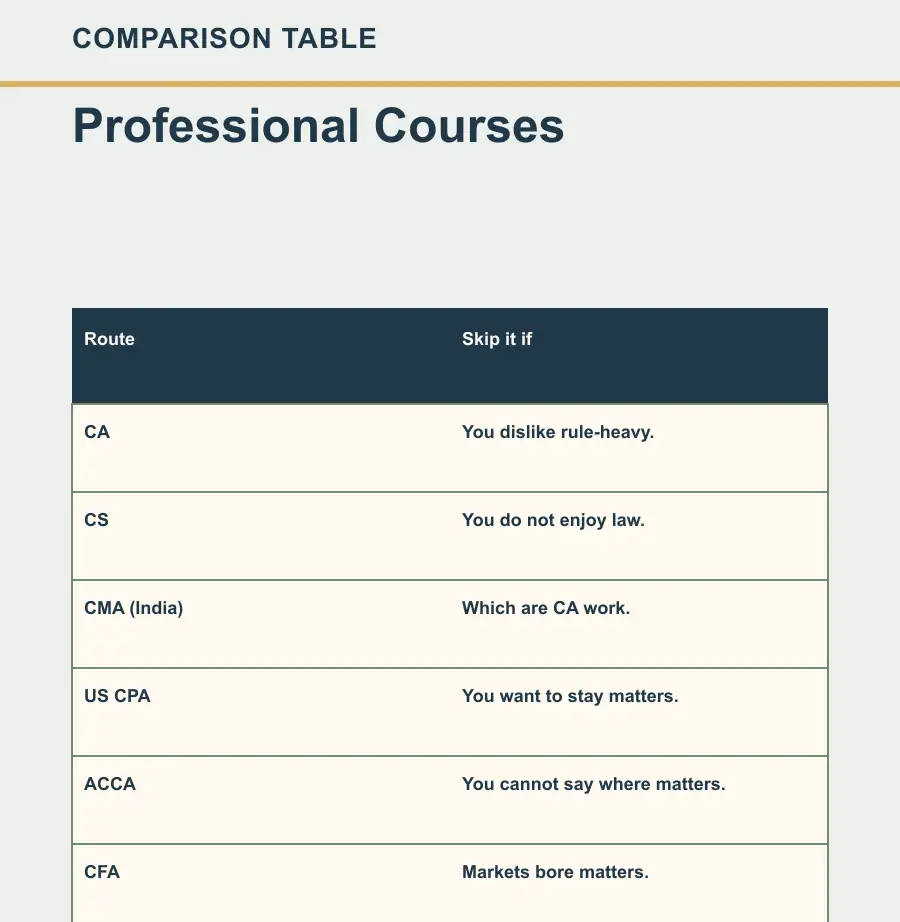 COMPARISON TABLE
Professional Courses
Route Skip it if
CA You dislike rule-heavy.
CS You do not enjoy law.
CMA (India) Which are CA work.
US CPA You want to stay matters.
ACCA You cannot say where matters.
CFA Markets bore matters.